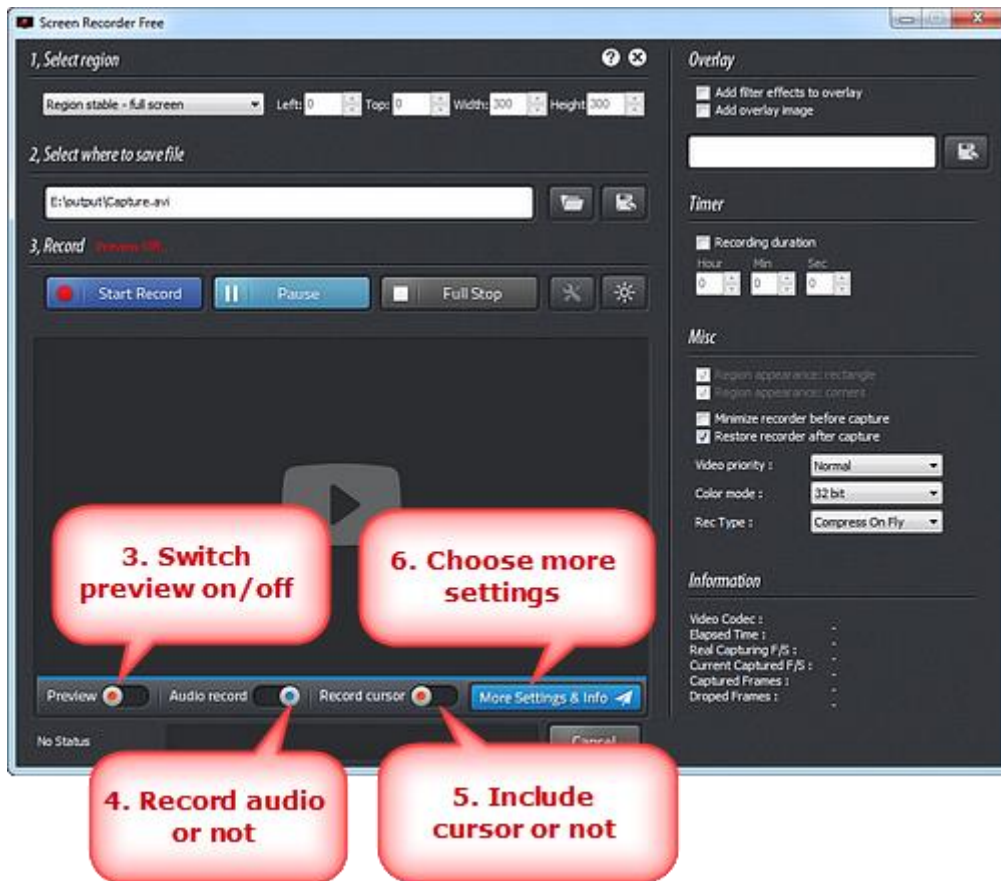 Screen Recorder Free
1, Select region
Region stable - full screen Left: 0 Top: 0 Width: 300 Height 300
2, Select where to save file
E:\output\Capture.avi
3, Record Preview Off...
Start Record Pause Full Stop
3. Switch
preview on/off
6. Choose more
settings
Preview Audio record Record cursor More Settings & Info
No Status Cancel
4. Record audio
or not
5. Include
cursor or not
Overlay
Add filter effects to overlay
Add overlay image
Timer
Recording duration
Hour Min Sec
0 0 0
Misc
Region appearance: rectangle
Region appearance: corners
Minimize recorder before capture
Restore recorder after capture
Video priority : Normal
Color mode : 32 bit
Rec Type : Compress On Fly
Information
Video Codec : -
Elapsed Time : -
Real Capturing F/S : -
Current Captured F/S : -
Captured Frames : -
Droped Frames : -